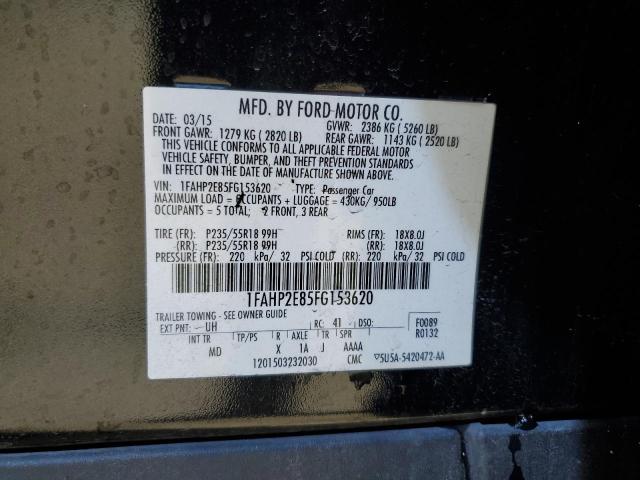 MFD. BY FORD MOTOR CO.
DATE: 03/15 GVWR: 2386 KG ( 5260 LB)
FRONT GAWR: 1279 KG ( 2820 LB) REAR GAWR: 1143 KG ( 2520 LB)
THIS VEHICLE CONFORMS TO ALL APPLICABLE FEDERAL MOTOR
VEHICLE SAFETY, BUMPER, AND THEFT PREVENTION STANDARDS
IN EFFECT ON THE DATE OF MANUFACTURE SHOWN ABOVE.
VIN: 1FAHP2E85FG153620 TYPE: Passenger Car
MAXIMUM LOAD = OCCUPANTS + LUGGAGE = 430KG/ 950LB
OCCUPANTS = 5 TOTAL; 2 FRONT, 3 REAR
TIRE (FR): P235/55R18 99H RIMS (FR): 18X8.0J
(RR): P235/55R18 99H (RR): 18X8.0J
PRESSURE (FR): 220 kPa/ 32 PSI COLD (RR): 220 kPa/ 32 PSI COLD
1FAHP2E85FG153620
TRAILER TOWING - SEE OWNER GUIDE
EXT PNT: UH RC: 41 DSO: F0089
INT TR TP/PS R AXLE TR SPR R0132
MD X 1A J AAAA
1201503232030 CMC ▽5U5A-5420472-AA